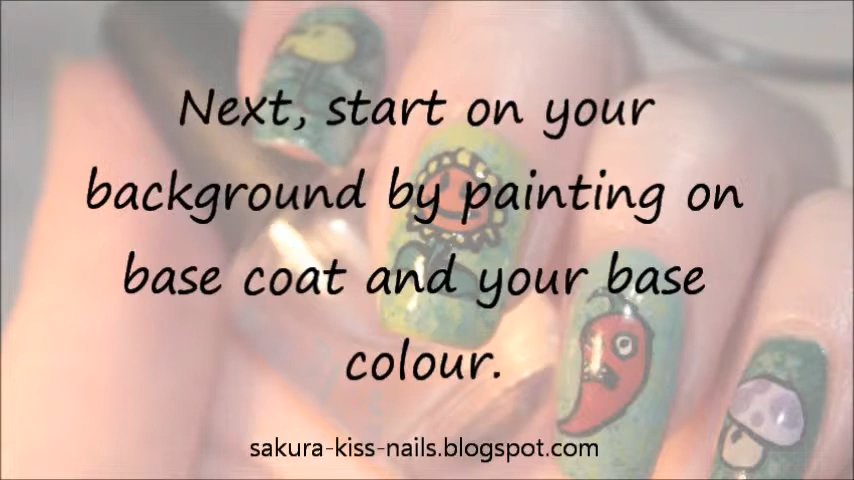 Next, start on your
background by painting on
base coat and your base
colour.
sakura-kiss-nails.blogspot.com